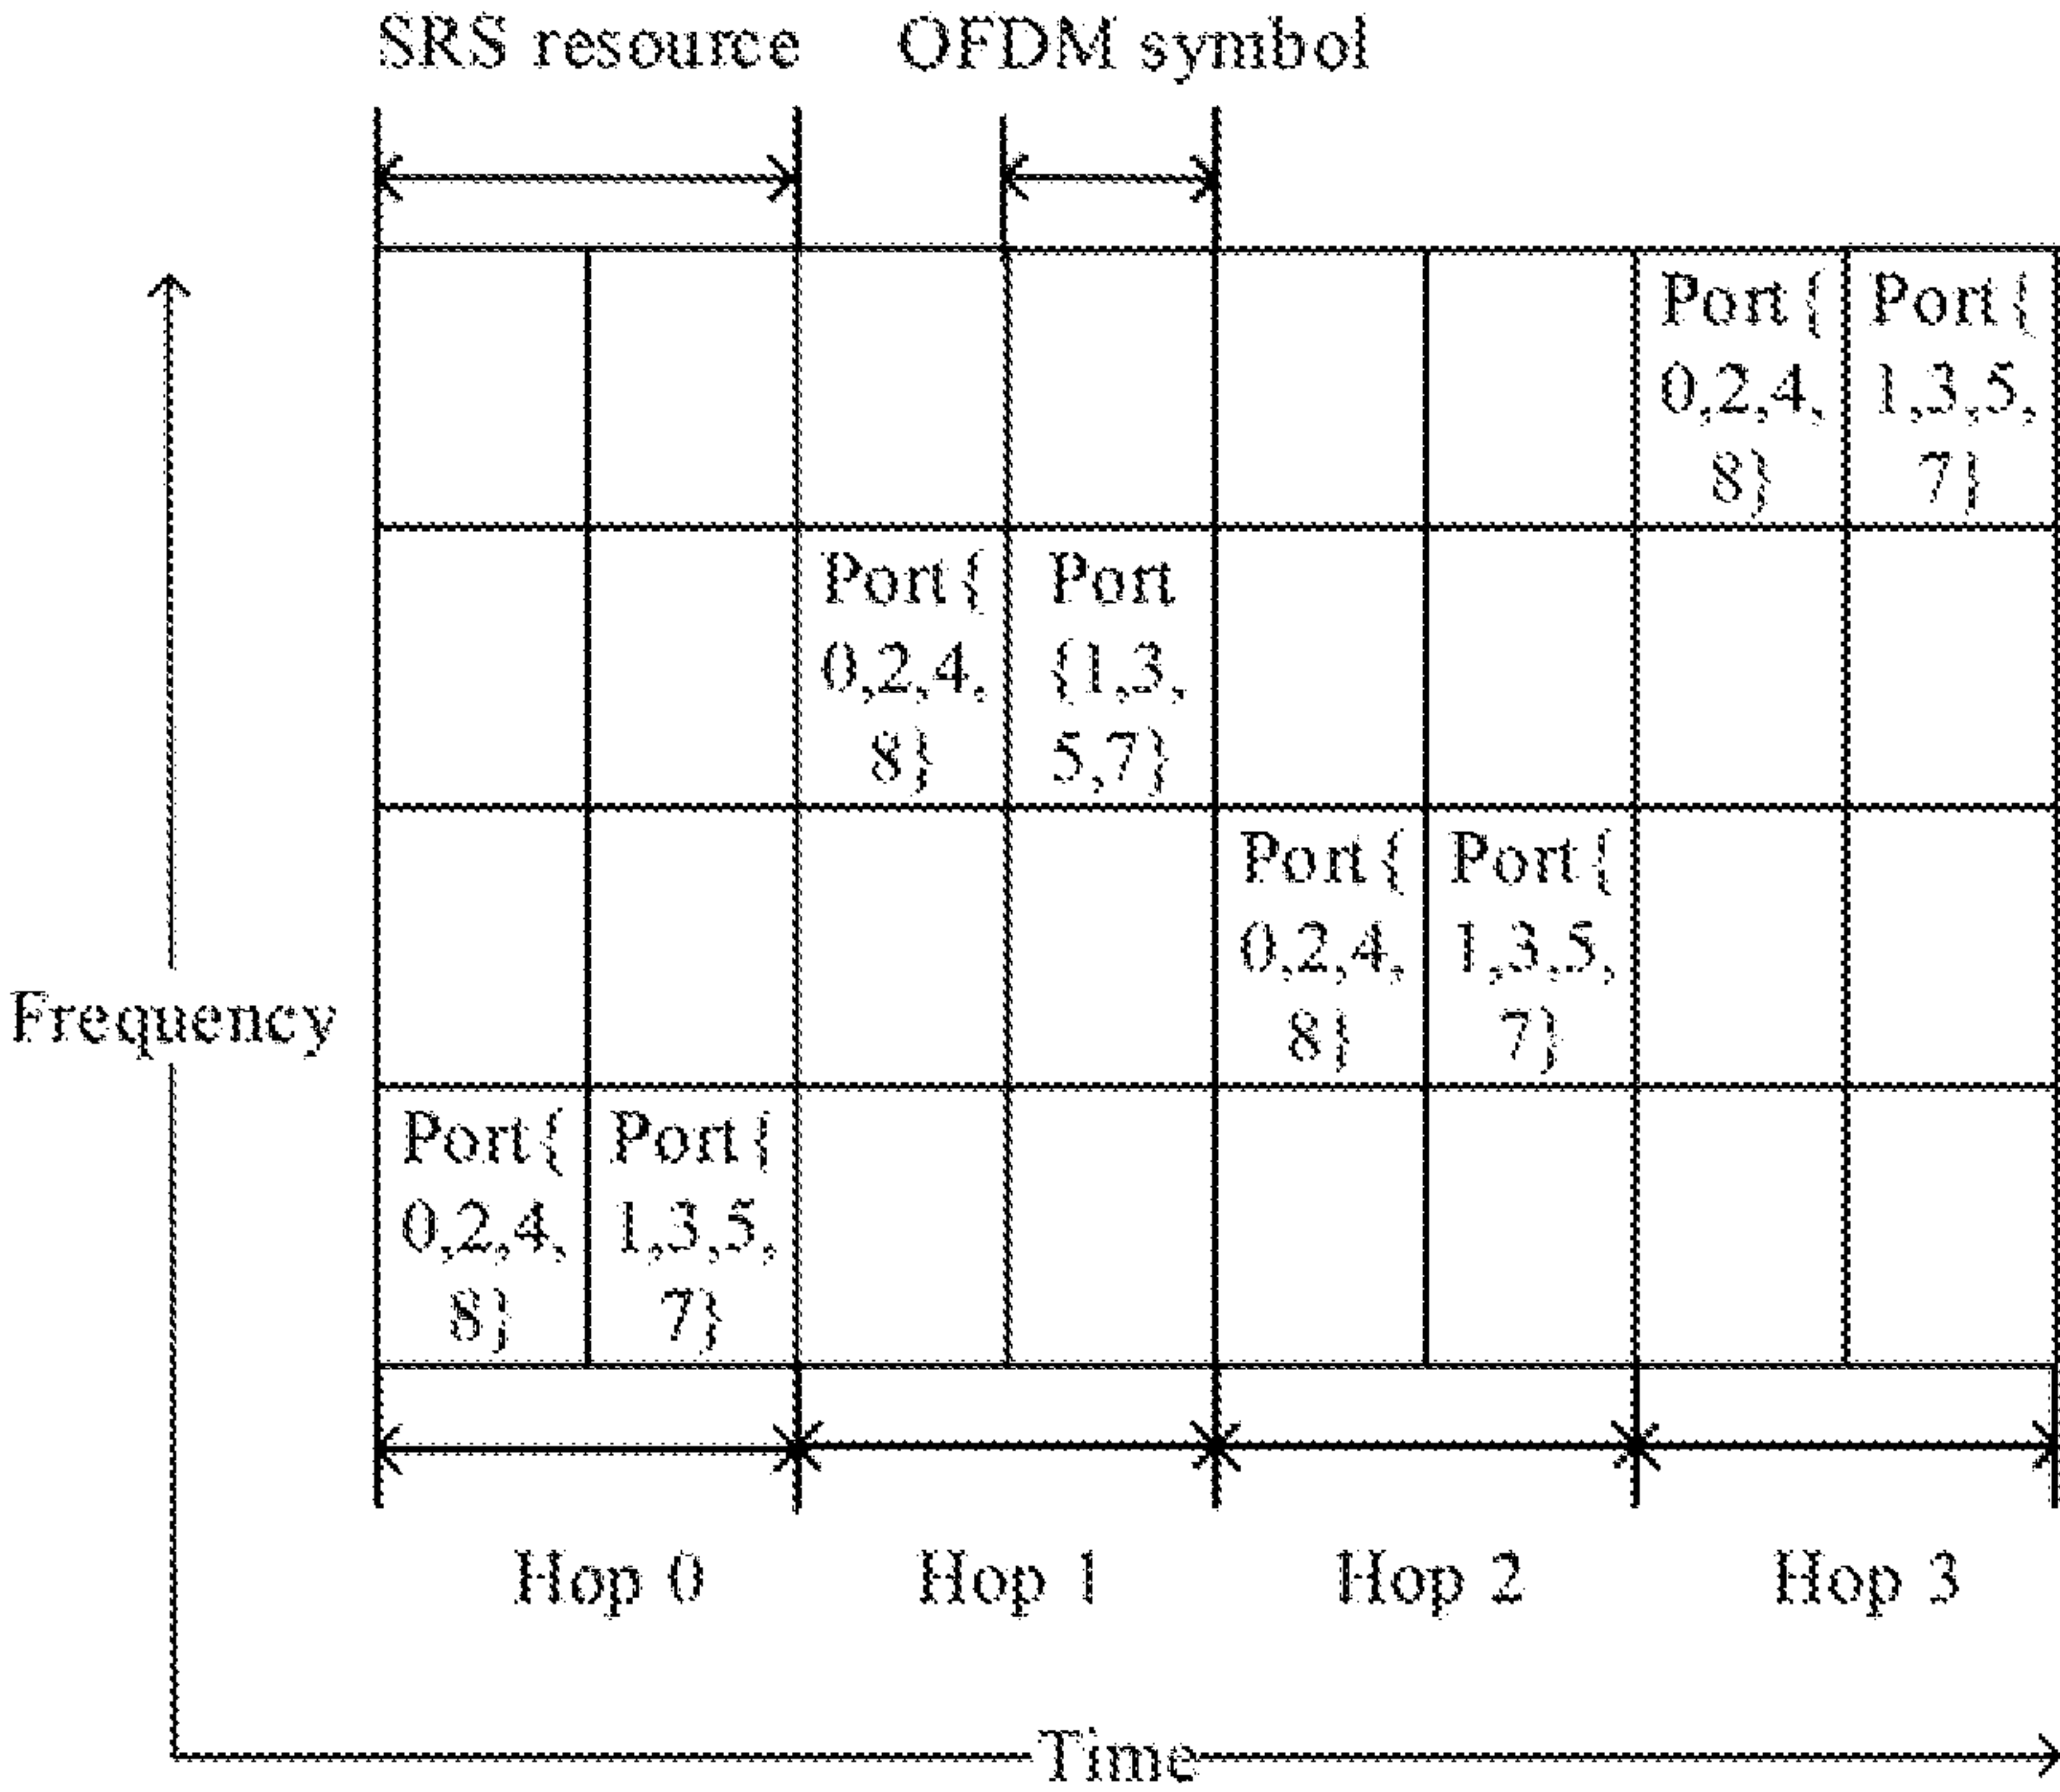 SRS resource
OFDM symbol
Port{
0,2,4,
8}
Port{
1,3,5,
7}
Port{
0,2,4,
8}
Port
{1,3,
5,7}
Port{
0,2,4,
8}
Port{
1,3,5,
7}
Frequency
Port{
0,2,4,
8}
Port{
1,3,5,
7}
Hop 0
Hop 1
Hop 2
Hop 3
Time